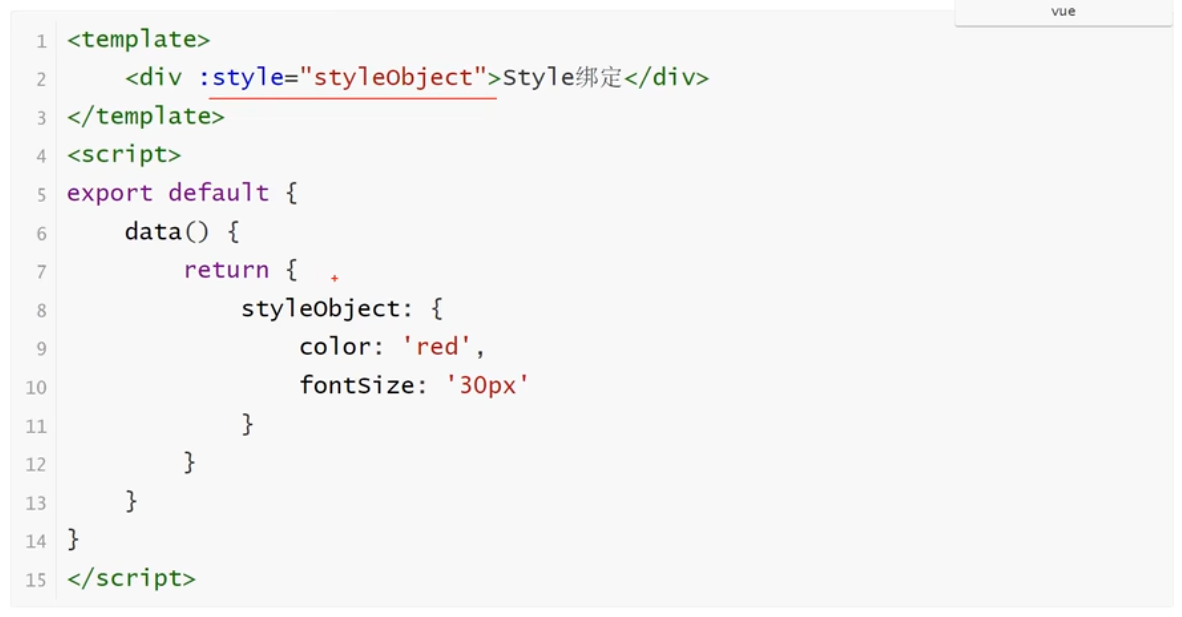 vue
1 <template>
2     <div :style="styleObject">Style绑定</div>
3 </template>
4 <script>
5 export default {
6     data() {
7         return {
8             styleObject: {
9                 color: 'red',
10                 fontSize: '30px'
11             }
12         }
13     }
14 }
15 </script>